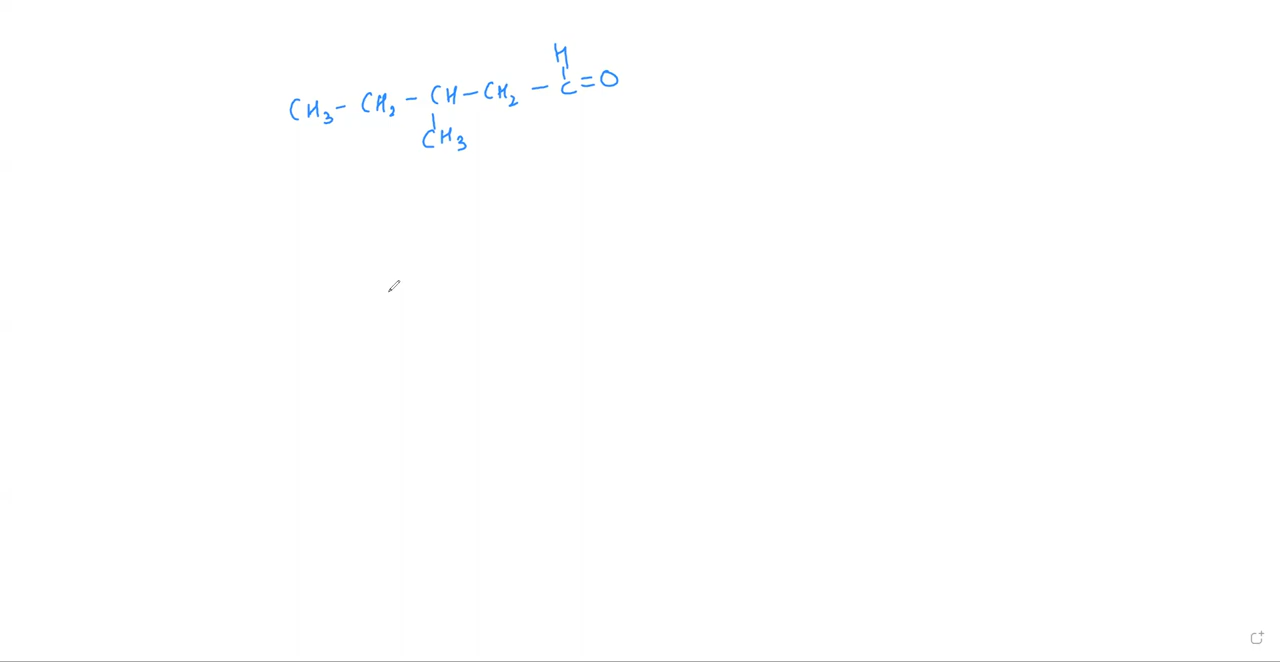 H
CH₃ - CH₂ - CH - CH₂ - C = O
CH₃